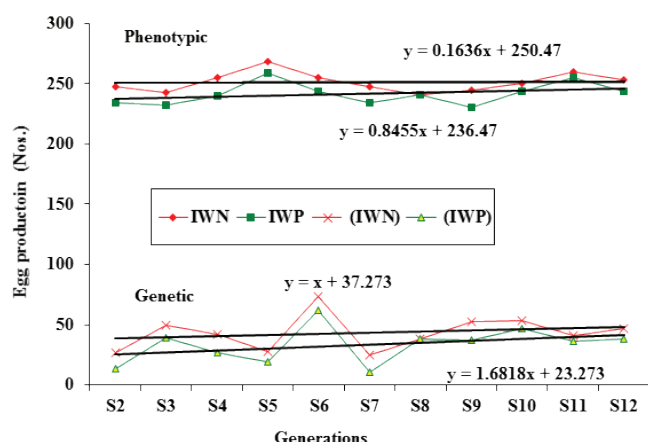 300
Phenotypic
y = 0.1636x + 250.47
250
200
y = 0.8455x + 236.47
Egg productoin (Nos.)
150
IWN IWP (IWN) (IWP)
100
y = x + 37.273
Genetic
50
0
y = 1.6818x + 23.273
S2 S3 S4 S5 S6 S7 S8 S9 S10 S11 S12
Generations